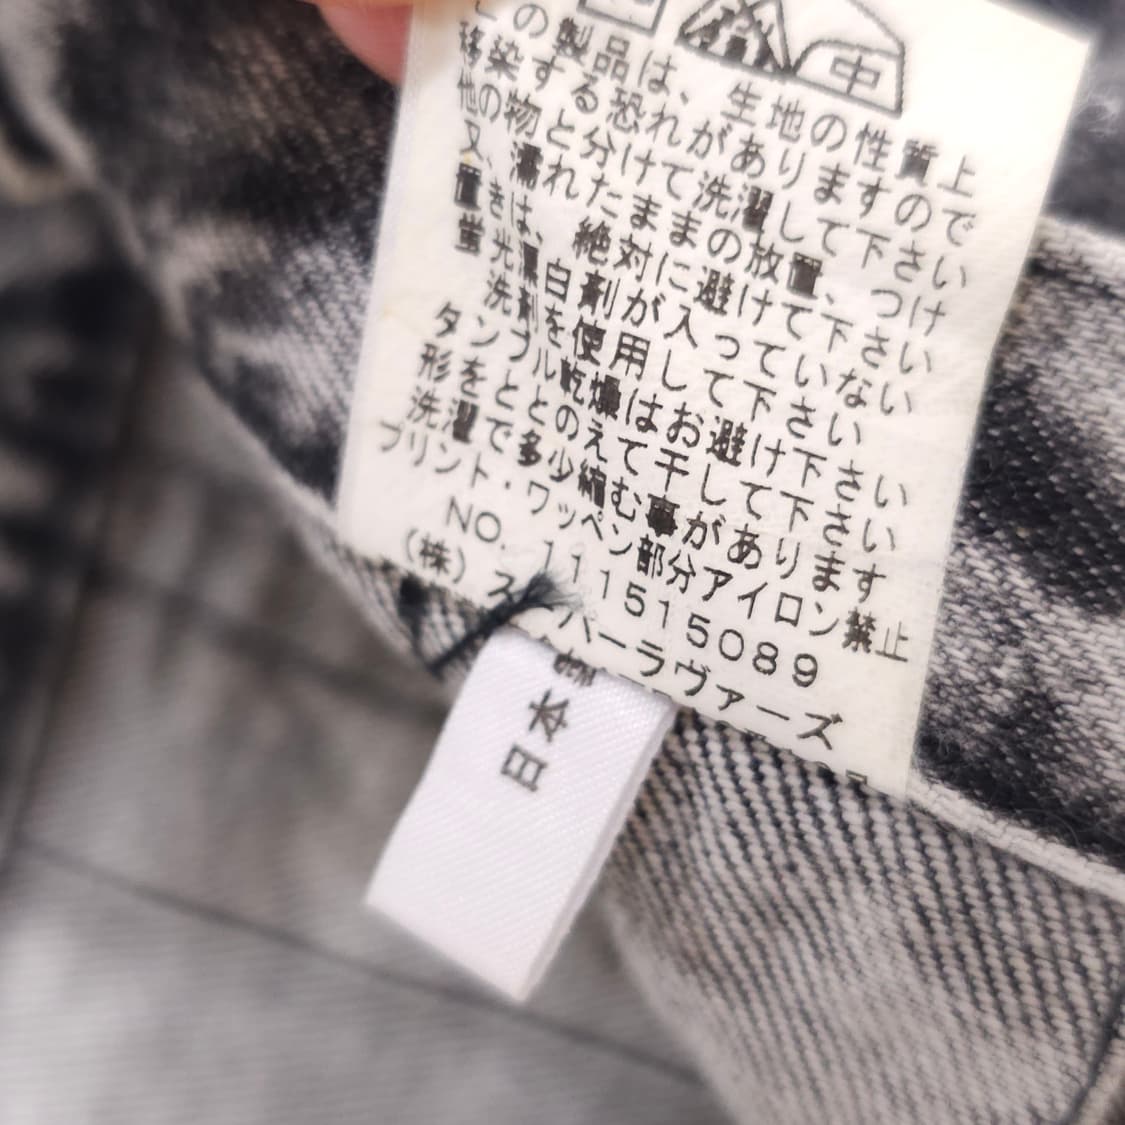 中
この製品は、生地の性質上
移染する恐れがありますので
他の物と分けて洗濯して下さい
又、濡れたままの放置、つけ
置きは、絶対に避けて下さい
蛍光漂白剤が入っていない
洗剤を使用して下さい
タンブル乾燥はお避け下さい
形をととのえて干して下さい
洗濯で多少縮む事があります
プリント・ワッペン部分アイロン禁止
NO. 111515089
(株)スーパーラヴァーズ
日本